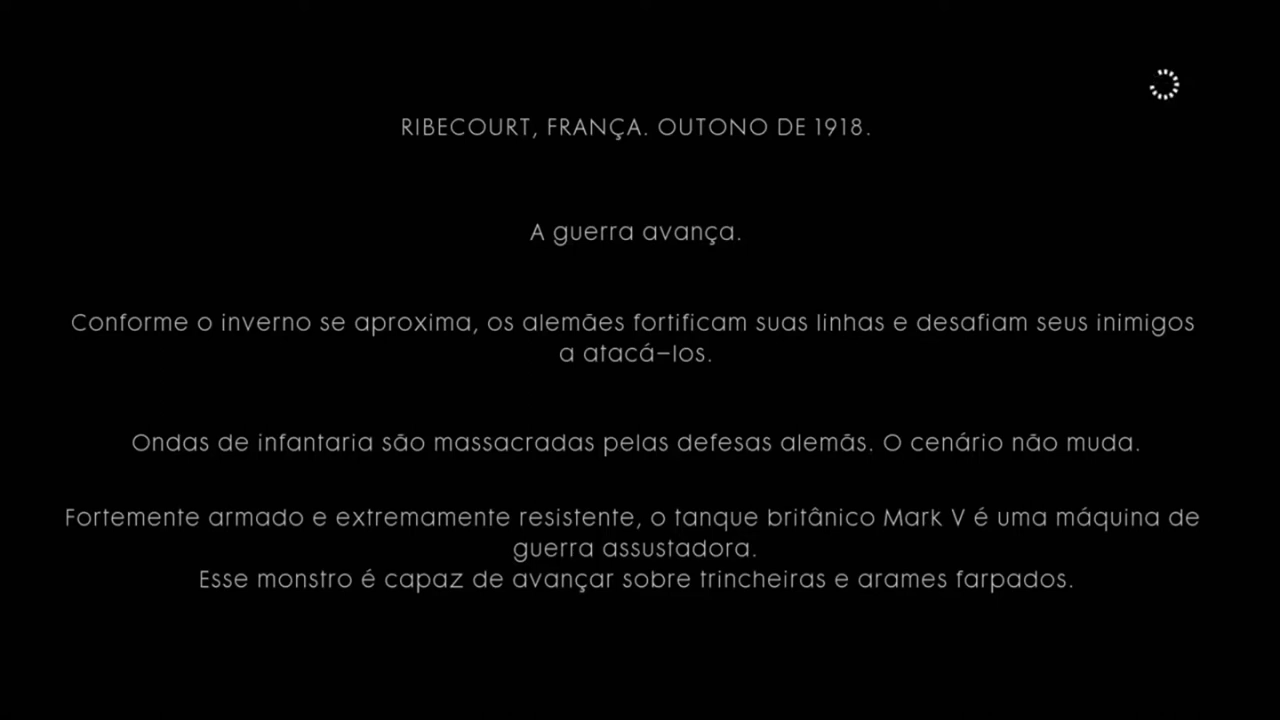 RIBECOURT, FRANÇA. OUTONO DE 1918.
A guerra avança.
Conforme o inverno se aproxima, os alemães fortificam suas linhas e desafiam seus inimigos
a atacá-los.
Ondas de infantaria são massacradas pelas defesas alemãs. O cenário não muda.
Fortemente armado e extremamente resistente, o tanque britânico Mark V é uma máquina de
guerra assustadora.
Esse monstro é capaz de avançar sobre trincheiras e arames farpados.